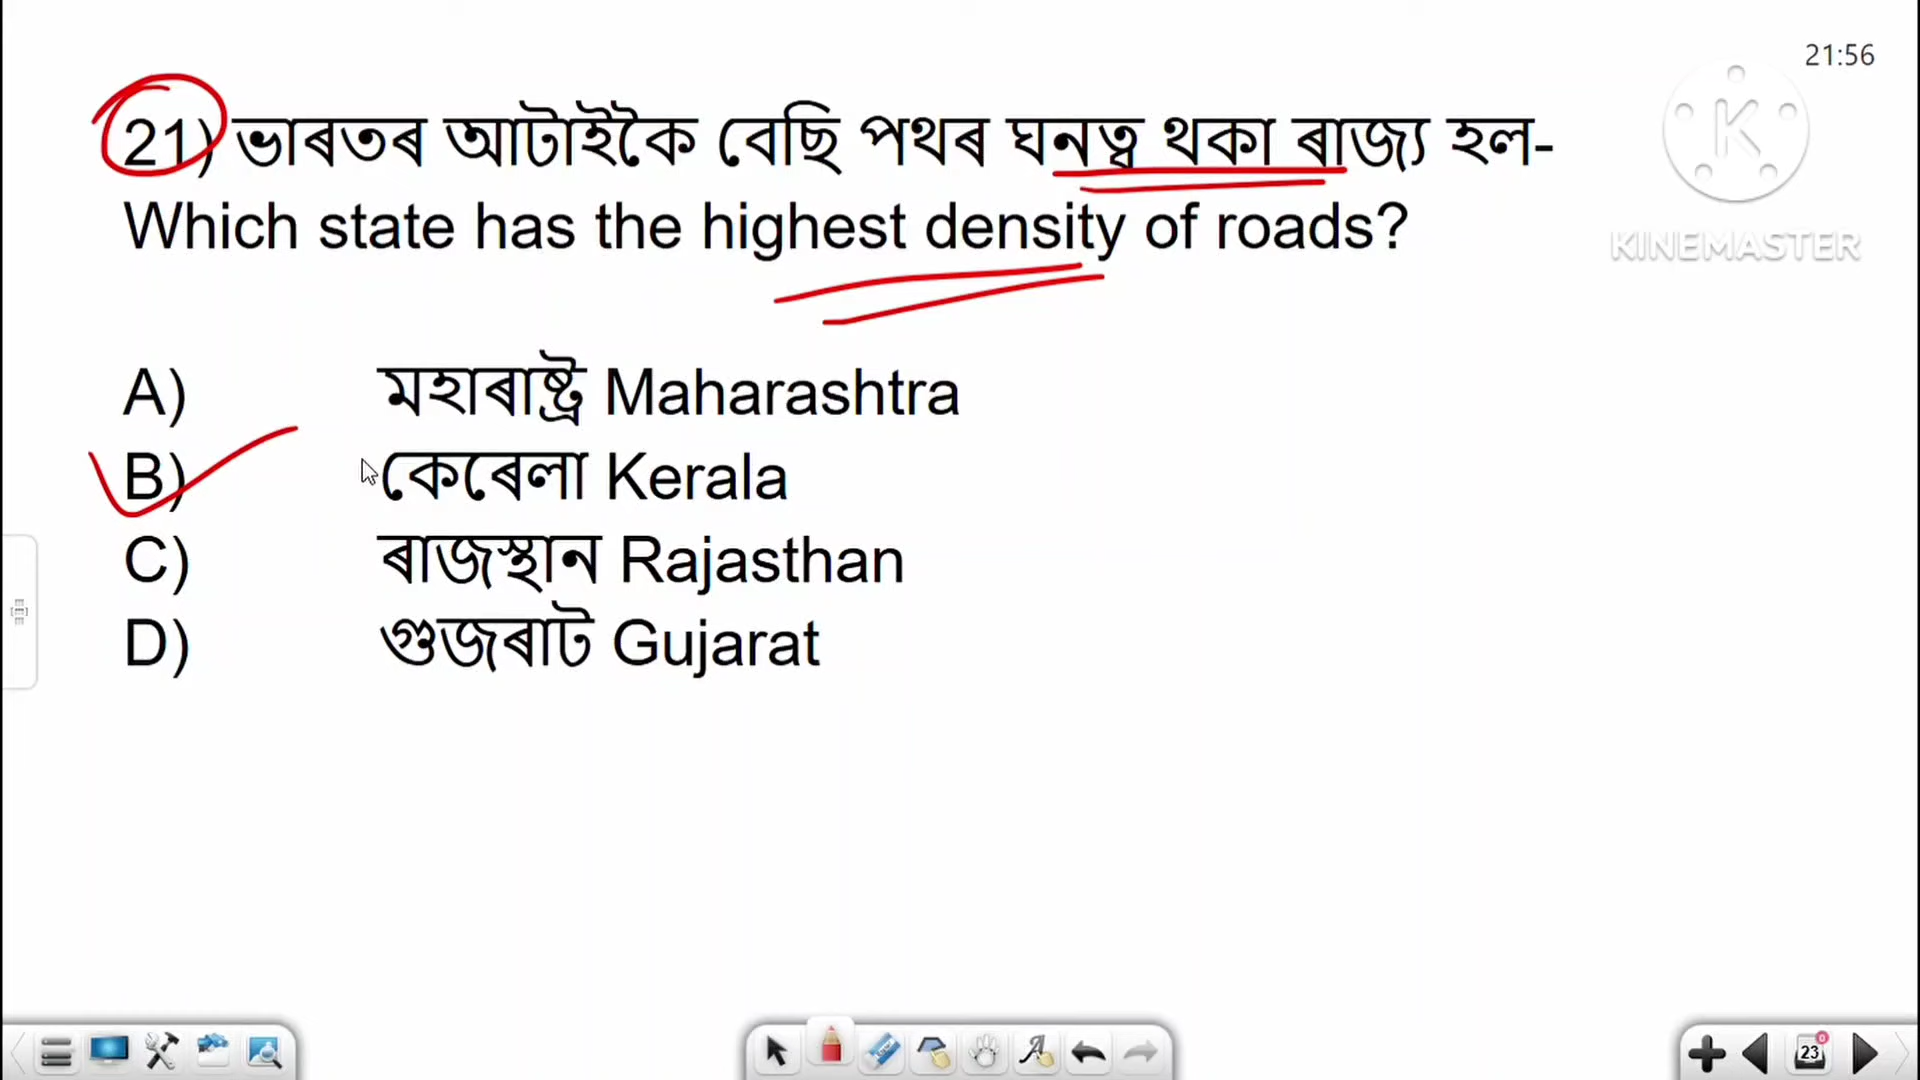 21:56
21) ভাৰতৰ আটাইকৈ বেছি পথৰ ঘনত্ব থকা ৰাজ্য হল-
KINEMASTER
Which state has the highest density of roads?
A) মহাৰাষ্ট্ৰ Maharashtra
B) কেৰেলা Kerala
C) ৰাজস্থান Rajasthan
D) গুজৰাট Gujarat
23